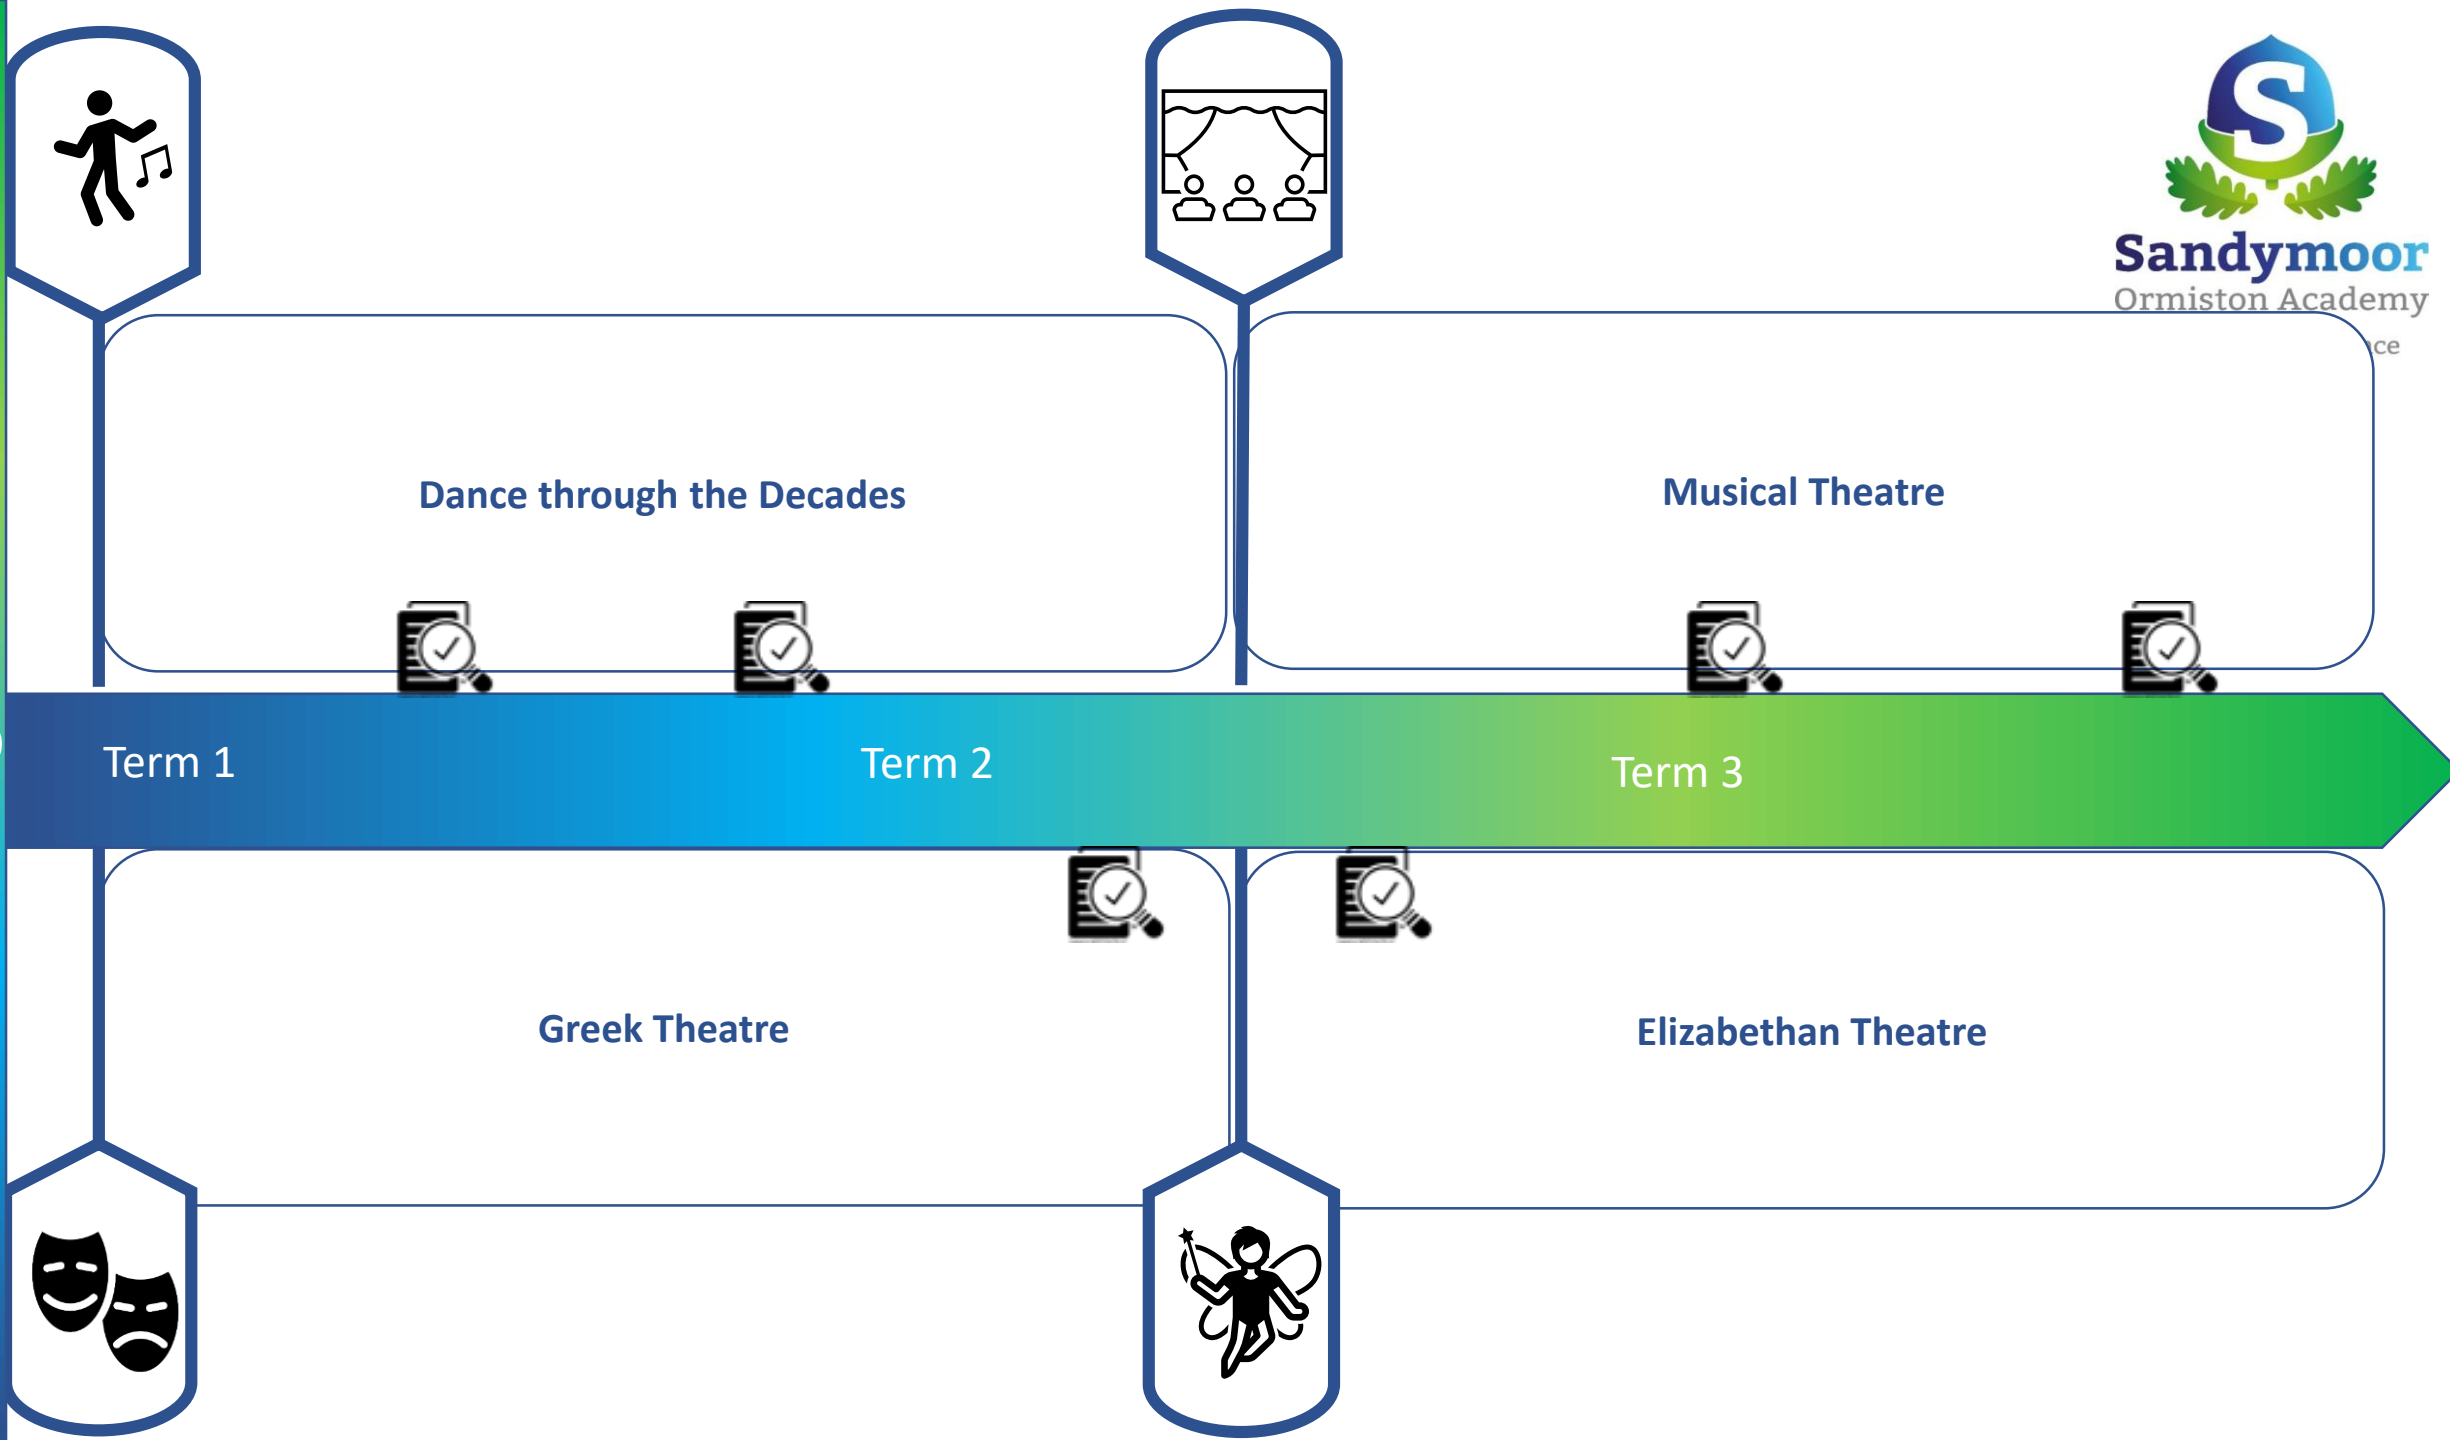 S
Sandymoor
Ormiston Academy
Dance through the Decades
Musical Theatre
Term 1
Term 2
Term 3
Greek Theatre
Elizabethan Theatre